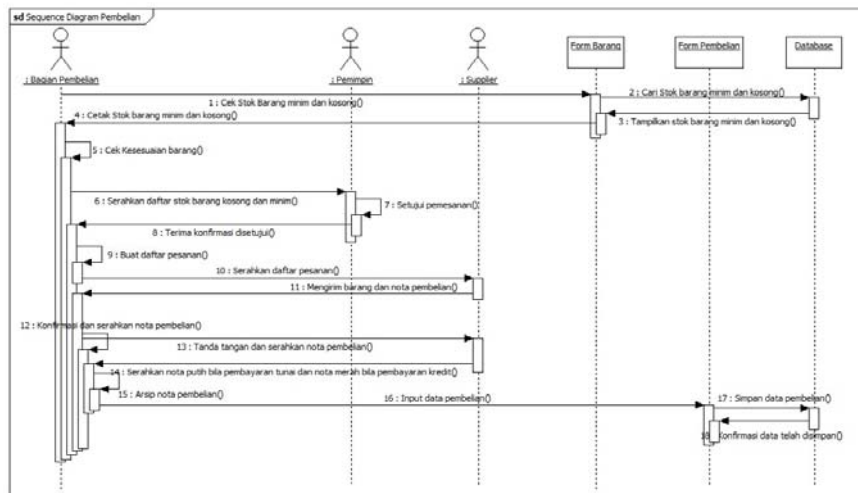 sd Sequence Diagram Pembelian
: Bagian Pembelian
: Pemimpin
: Supplier
Form Barang
Form Pembelian
Database
1 : Cek Stok Barang minim dan kosong()
2 : Cari Stok barang minim dan kosong()
3 : Tampilkan stok barang minim dan kosong()
4 : Cetak Stok barang minim dan kosong()
5 : Cek Kesesuaian barang()
6 : Serahkan daftar stok barang kosong dan minim()
7 : Setujui pemesanan()
8 : Terima konfirmasi disetujui()
9 : Buat daftar pesanan()
10 : Serahkan daftar pesanan()
11 : Mengirim barang dan nota pembelian()
12 : Konfirmasi dan serahkan nota pembelian()
13 : Tanda tangan dan serahkan nota pembelian()
14 : Serahkan nota putih bila pembayaran tunai dan nota merah bila pembayaran kredit()
15 : Arsip nota pembelian()
16 : Input data pembelian()
17 : Simpan data pembelian()
18 : Konfirmasi data telah disimpan()